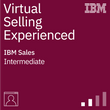 Virtual
Selling
Experienced
IBM
IBM Sales
Intermediate